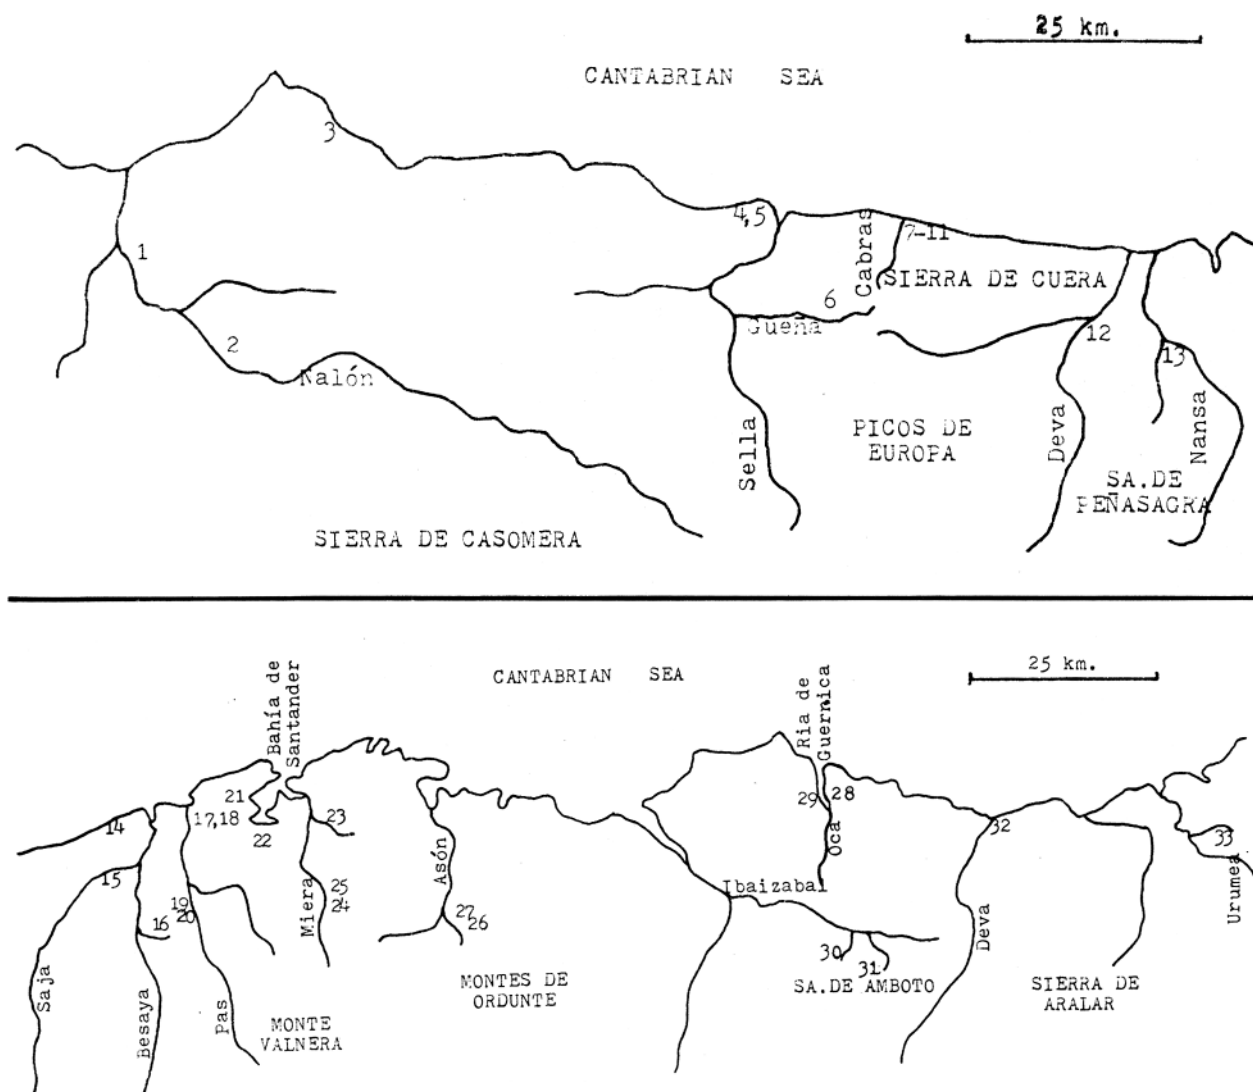 25 km.
CANTABRIAN SEA
3
4,5
1
Cabras
7-11
SIERRA DE CUERA
6
Gueña
2
12
13
Nalón
Sella
PICOS DE
EUROPA
Deva
Nansa
SA.DE
PEÑASAGRA
SIERRA DE CASOMERA
25 km.
CANTABRIAN SEA
Bahía de
Santander
Ria de
Guernica
21
29
28
14
17,18
23
32
22
33
Oca
Asón
15
Ibaizabal
25
24
Miera
19
20
27
26
16
Urumea
Deva
30
31
Saja
Besaya
Pas
MONTES DE
ORDUNTE
SA.DE AMBOTO
SIERRA DE
ARALAR
MONTE
VALNERA